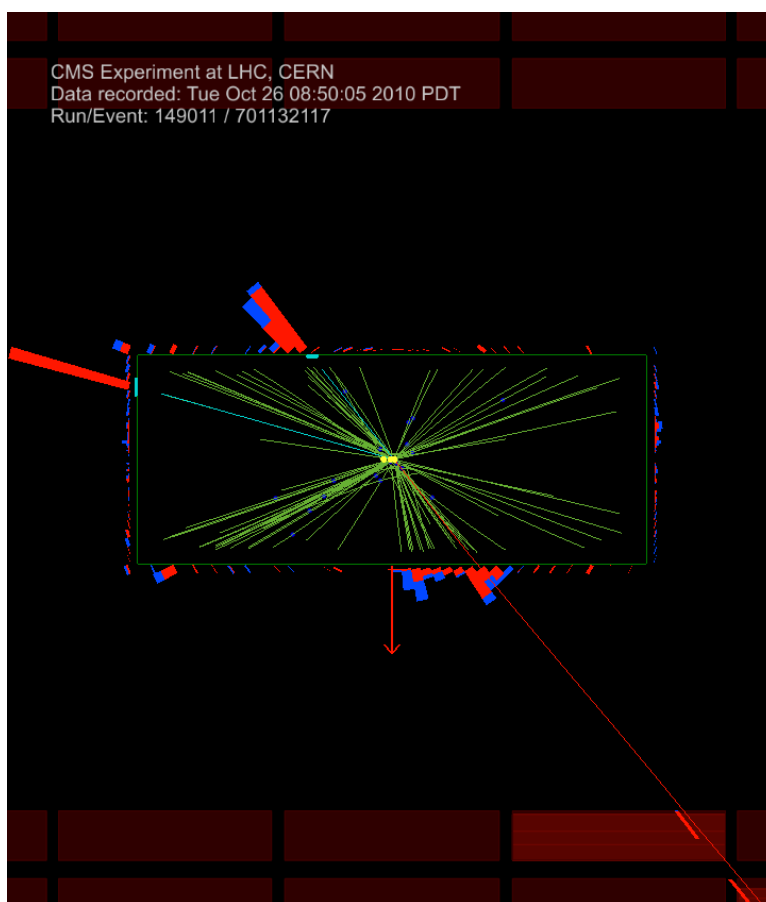 CMS Experiment at LHC, CERN
Data recorded: Tue Oct 26 08:50:05 2010 PDT
Run/Event: 149011 / 701132117